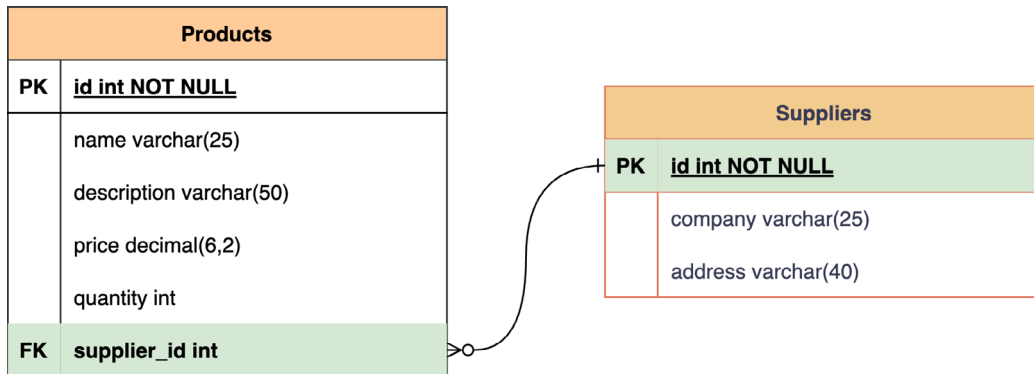 Products
PK id int NOT NULL
name varchar(25)
description varchar(50)
price decimal(6,2)
quantity int
FK supplier_id int
Suppliers
PK id int NOT NULL
company varchar(25)
address varchar(40)